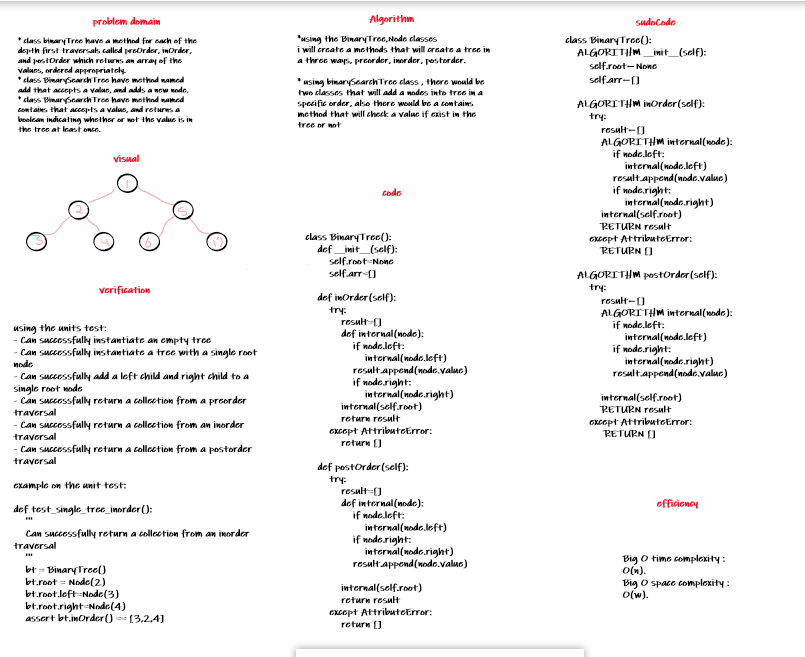 problem domain
* class binaryTree have a method for each of the
depth first traversals called preOrder, inOrder,
and postOrder which returns an array of the
values, ordered appropriately.
* class BinarySearchTree have method named
add that accepts a value, and adds a new node.
* class BinarySearchTree have method named
contains that accepts a value, and returns a
boolean indicating whether or not the value is in
the tree at least once.
visual
1
2
5
3
4
6
12
verification
using the units test:
- Can successfully instantiate an empty tree
- Can successfully instantiate a tree with a single root
node
- Can successfully add a left child and right child to a
single root node
- Can successfully return a collection from a preorder
traversal
- Can successfully return a collection from an inorder
traversal
- Can successfully return a collection from a postorder
traversal
example on the unit test:
def test_single_tree_inorder():
"""
Can successfully return a collection from an inorder
traversal
"""
bt = BinaryTree()
bt.root = Node(2)
bt.root.left=Node(3)
bt.root.right=Node(4)
assert bt.inOrder() == [3,2,4]
Algorithm
*using the BinaryTree,Node classes
i will create a methods that will create a tree in
a three ways, preorder, inorder, postorder.
* using binarySearchTree class , there would be
two classes that will add a nodes into tree in a
specific order, also there would be a contains
method that will check a value if exist in the
tree or not
code
class BinaryTree():
def __init__(self):
self.root=None
self.arr=[]
def inOrder(self):
try:
result=[]
def internal(node):
if node.left:
internal(node.left)
result.append(node.value)
if node.right:
internal(node.right)
internal(self.root)
return result
except AttributeError:
return []
def postOrder(self):
try:
result=[]
def internal(node):
if node.left:
internal(node.left)
if node.right:
internal(node.right)
result.append(node.value)
internal(self.root)
return result
except AttributeError:
return []
sudoCode
class BinaryTree():
ALGORITHM __init__(self):
self.root←None
self.arr←[]
ALGORITHM inOrder(self):
try:
result←[]
ALGORITHM internal(node):
if node.left:
internal(node.left)
result.append(node.value)
if node.right:
internal(node.right)
internal(self.root)
RETURN result
except AttributeError:
RETURN []
ALGORITHM postOrder(self):
try:
result←[]
ALGORITHM internal(node):
if node.left:
internal(node.left)
if node.right:
internal(node.right)
result.append(node.value)
internal(self.root)
RETURN result
except AttributeError:
RETURN []
efficiency
Big O time complexity :
O(n).
Big O space complexity :
O(w).